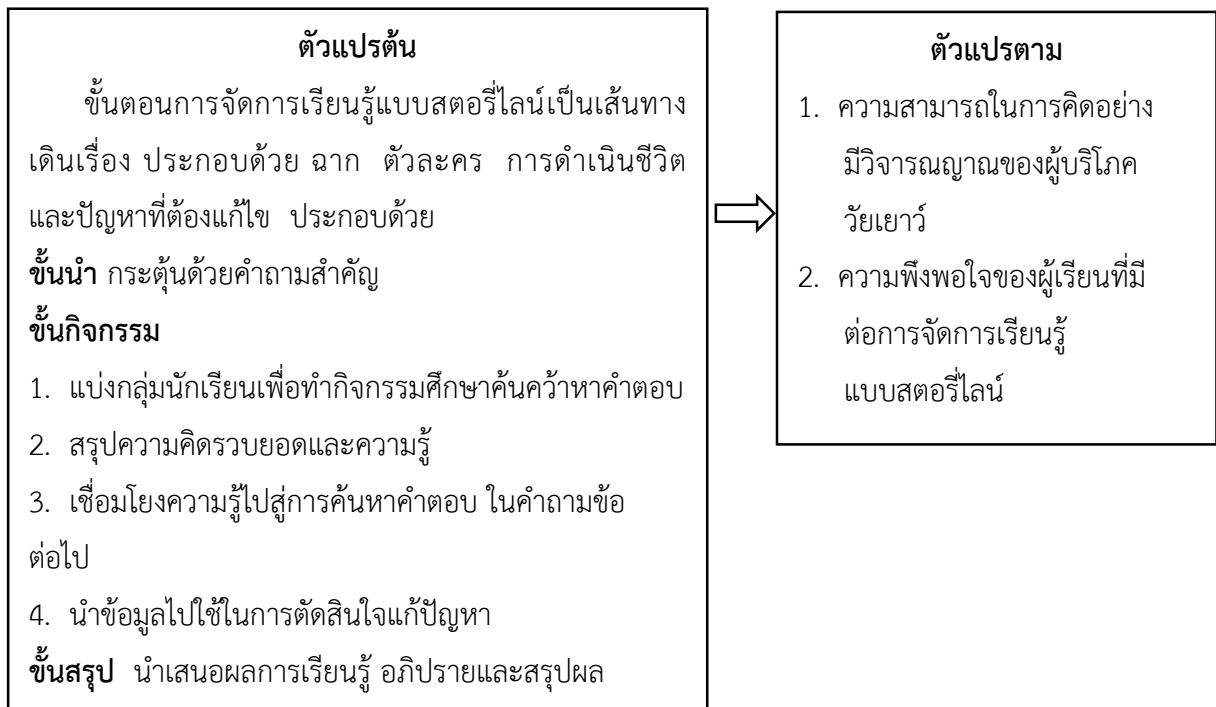 ตัวแปรต้น
ขั้นตอนการจัดการเรียนรู้แบบสตอรี่ไลน์เป็นเส้นทาง
เดินเรื่อง ประกอบด้วย ฉาก ตัวละคร การดำเนินชีวิต
และปัญหาที่ต้องแก้ไข ประกอบด้วย
ขั้นนำ กระตุ้นด้วยคำถามสำคัญ
ขั้นกิจกรรม
1. แบ่งกลุ่มนักเรียนเพื่อทำกิจกรรมศึกษาค้นคว้าหาคำตอบ
2. สรุปความคิดรวบยอดและความรู้
3. เชื่อมโยงความรู้ไปสู่การค้นหาคำตอบ ในคำถามข้อ
ต่อไป
4. นำข้อมูลไปใช้ในการตัดสินใจแก้ปัญหา
ขั้นสรุป นำเสนอผลการเรียนรู้ อภิปรายและสรุปผล
ตัวแปรตาม
1. ความสามารถในการคิดอย่าง
มีวิจารณญาณของผู้บริโภค
วัยเยาว์
2. ความพึงพอใจของผู้เรียนที่มี
ต่อการจัดการเรียนรู้
แบบสตอรี่ไลน์